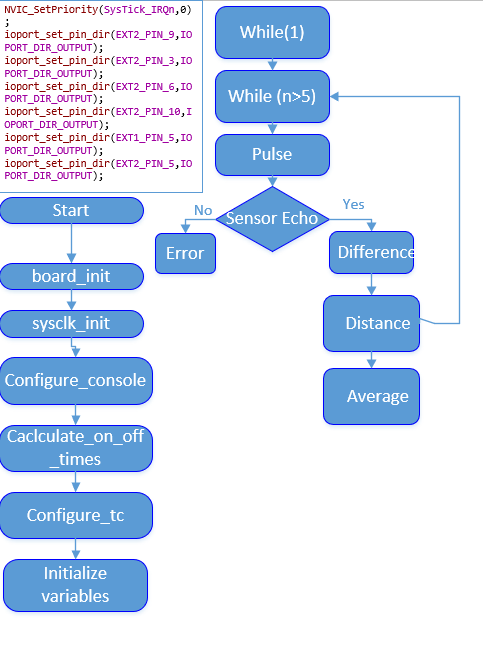 NVIC_SetPriority(SysTick_IRQn,0)
;
ioport_set_pin_dir(EXT2_PIN_9,IO
PORT_DIR_OUTPUT);
ioport_set_pin_dir(EXT2_PIN_3,IO
PORT_DIR_OUTPUT);
ioport_set_pin_dir(EXT2_PIN_6,IO
PORT_DIR_OUTPUT);
ioport_set_pin_dir(EXT2_PIN_10,I
OPORT_DIR_OUTPUT);
ioport_set_pin_dir(EXT1_PIN_5,IO
PORT_DIR_OUTPUT);
ioport_set_pin_dir(EXT2_PIN_5,IO
PORT_DIR_OUTPUT);
Start
board_init
sysclk_init
Configure_console
Caclculate_on_off
_times
Configure_tc
Initialize
variables
While(1)
While (n>5)
Pulse
Sensor Echo
No
Yes
Error
Difference
Distance
Average